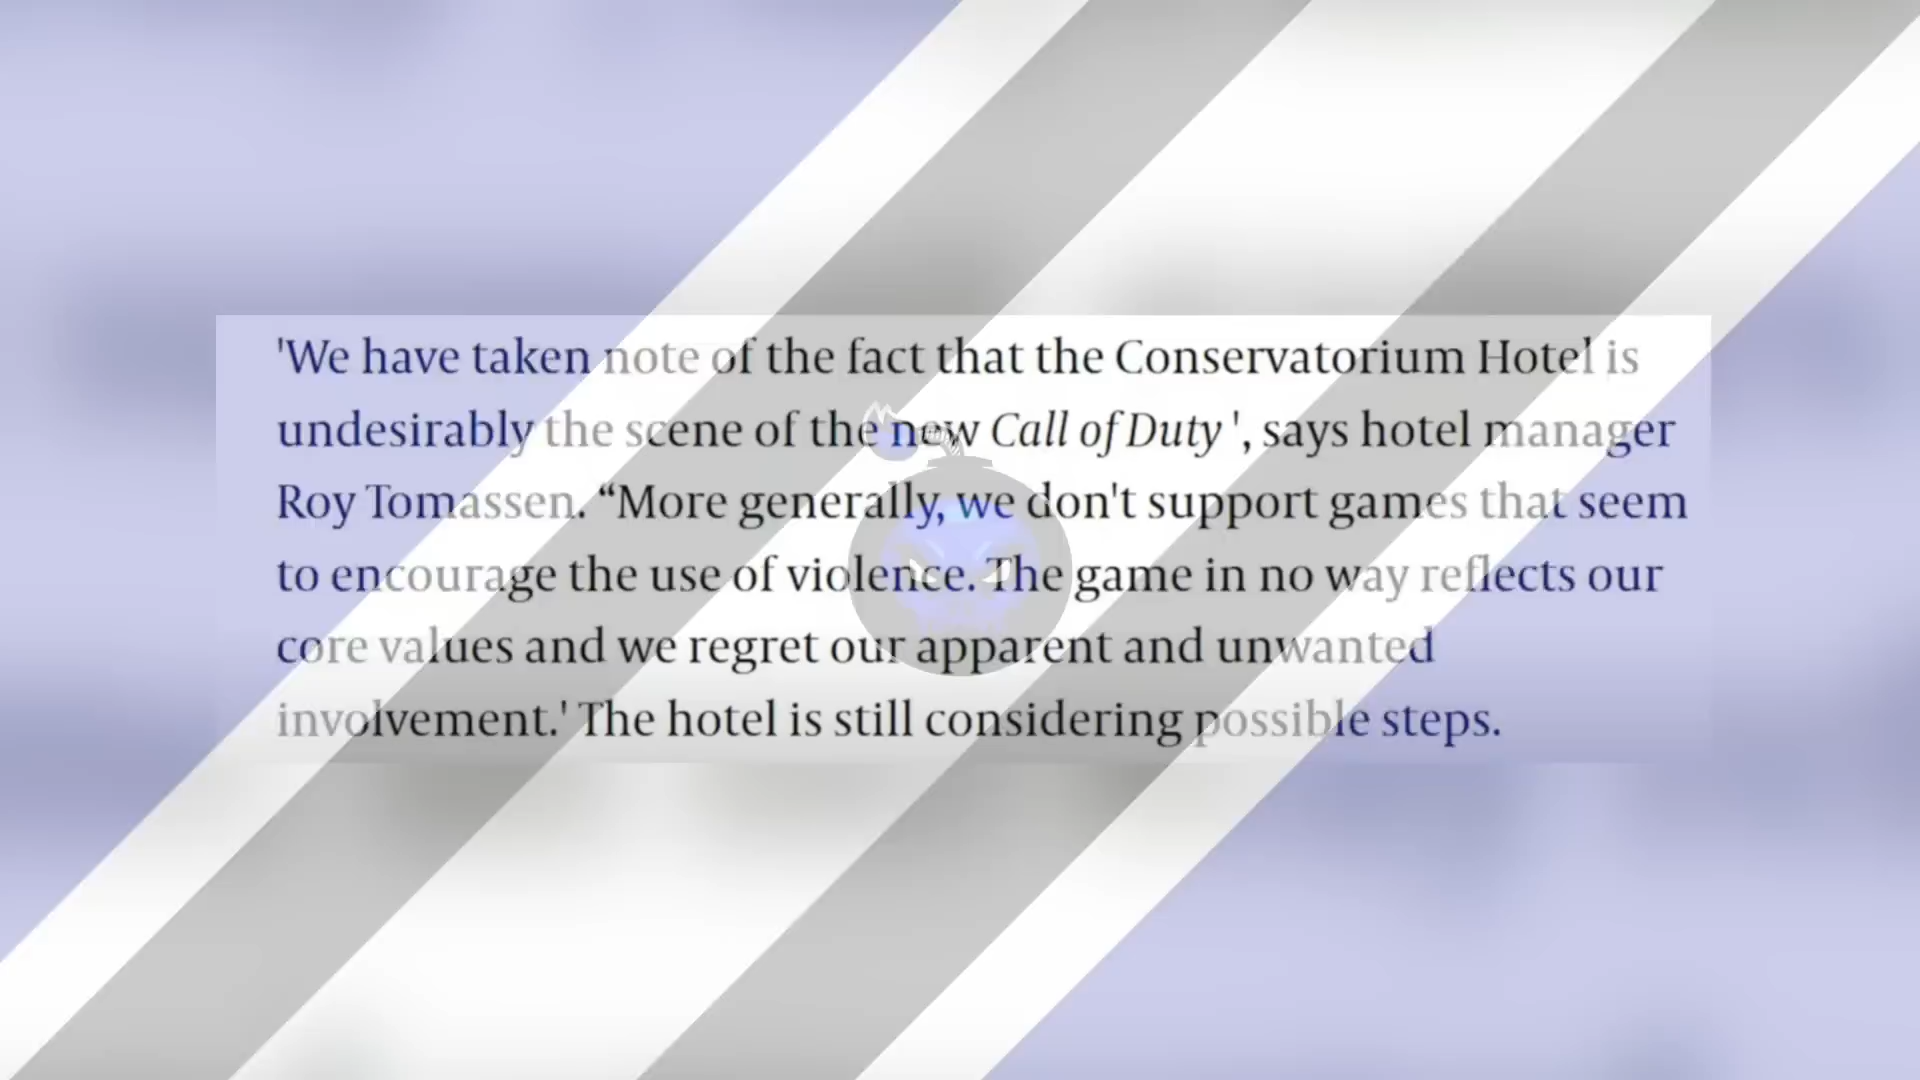 'We have taken note of the fact that the Conservatorium Hotel is
undesirably the scene of the new Call of Duty ', says hotel manager
Roy Tomassen. “More generally, we don't support games that seem
to encourage the use of violence. The game in no way reflects our
core values and we regret our apparent and unwanted
involvement.' The hotel is still considering possible steps.